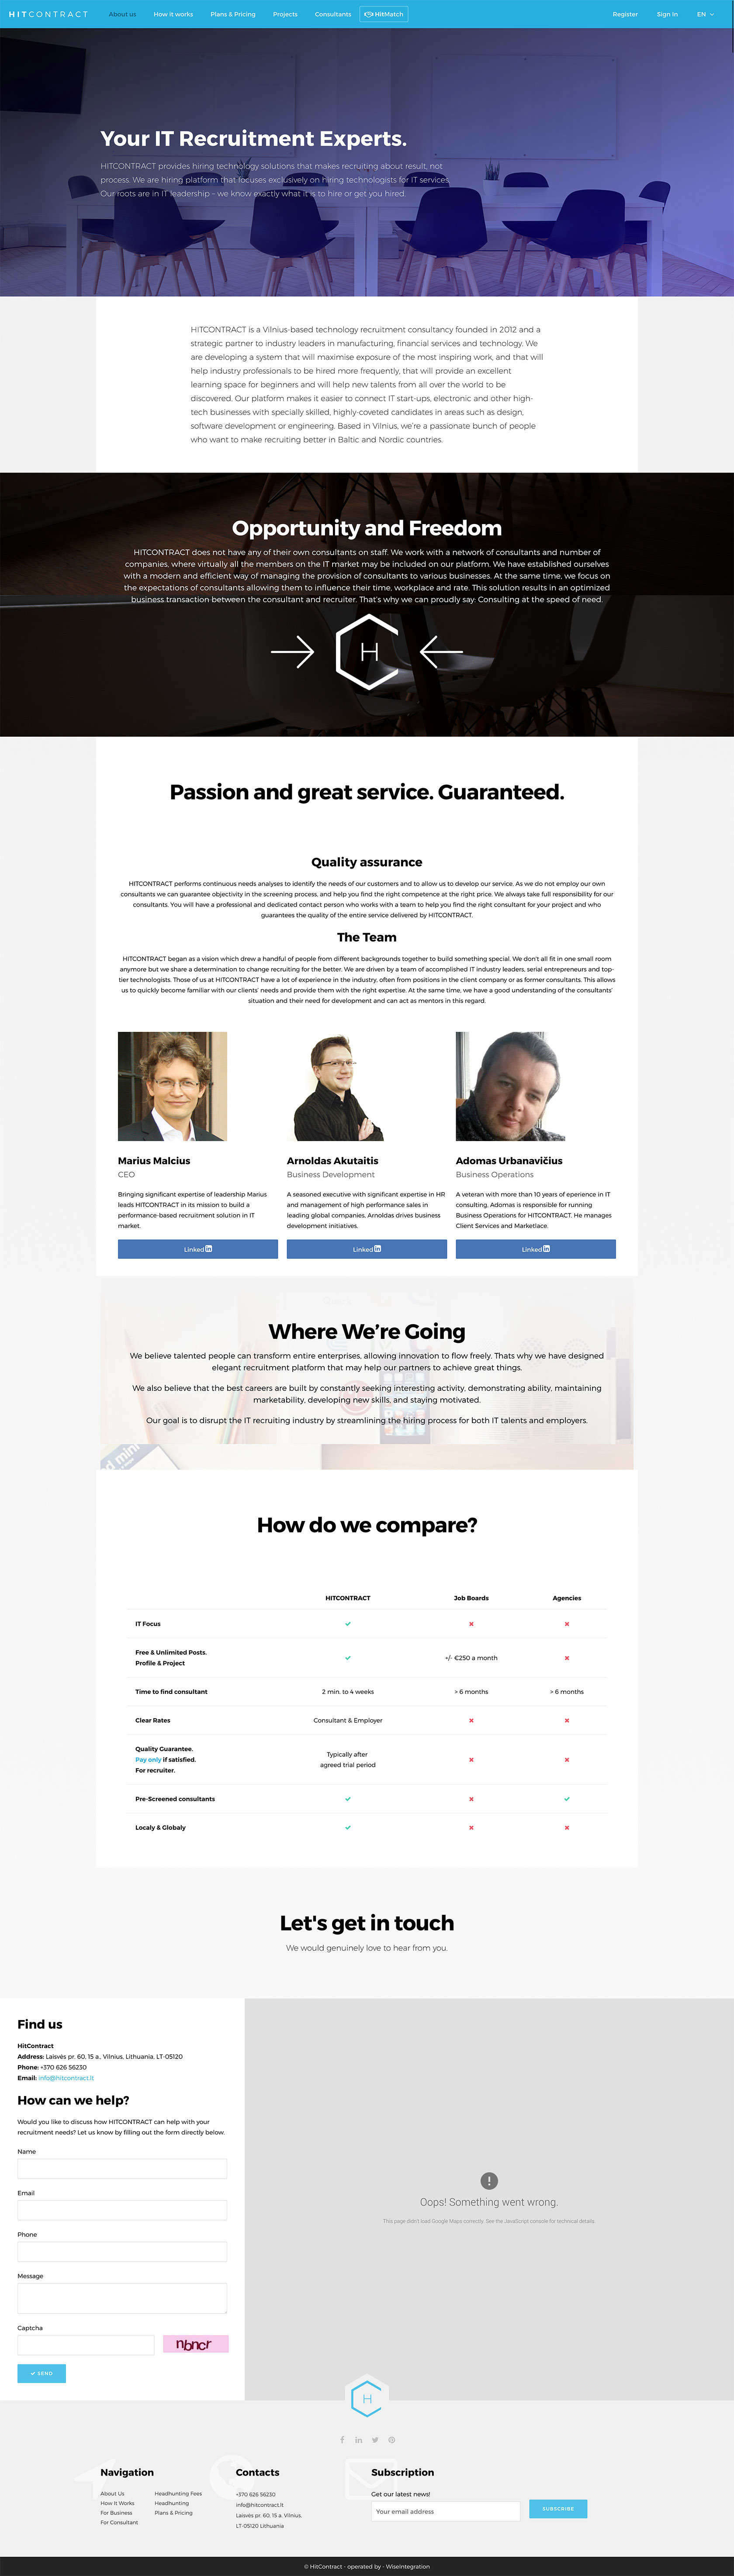 HITCONTRACT About us How it works Plans & Pricing Projects Consultants HitMatch Register Sign In EN
Your IT Recruitment Experts.
HITCONTRACT provides hiring technology solutions that makes recruiting about result, not
process. We are hiring platform that focuses exclusively on hiring technologists for IT services.
Our roots are in IT leadership – we know exactly what it is to hire or get you hired.
HITCONTRACT is a Vilnius-based technology recruitment consultancy founded in 2012 and a
strategic partner to industry leaders in manufacturing, financial services and technology. We
are developing a system that will maximise exposure of the most inspiring work, and that will
help industry professionals to be hired more frequently, that will provide an excellent
learning space for beginners and will help new talents from all over the world to be
discovered. Our platform makes it easier to connect IT start-ups, electronic and other high-
tech businesses with specially skilled, highly-coveted candidates in areas such as design,
software development or engineering. Based in Vilnius, we're a passionate bunch of people
who want to make recruiting better in Baltic and Nordic countries.
Opportunity and Freedom
HITCONTRACT does not have any of their own consultants on staff. We work with a network of consultants and number of
companies, where virtually all the members on the IT market may be included on our platform. We have established ourselves
with a modern and efficient way of managing the provision of consultants to various businesses. At the same time, we focus on
the expectations of consultants allowing them to influence their time, workplace and rate. This solution results in an optimized
business transaction between the consultant and recruiter. That's why we can proudly say: Consulting at the speed of need.
H
Passion and great service. Guaranteed.
Quality assurance
HITCONTRACT performs continuous needs analyses to identify the needs of our customers and to allow us to develop our service. As we do not employ our own
consultants we can guarantee objectivity in the screening process, and help you find the right competence at the right price. We always take full responsibility for our
consultants. You will have a professional and dedicated contact person who works with a team to help you find the right consultant for your project and who
guarantees the quality of the entire service delivered by HITCONTRACT.
The Team
HITCONTRACT began as a vision which drew a handful of people from different backgrounds together to build something special. We don't all fit in one small room
anymore but we share a determination to change recruiting for the better. We are driven by a team of accomplished IT industry leaders, serial entrepreneurs and top-
tier technologists. Those of us at HITCONTRACT have a lot of experience in the industry, often from positions in the client company or as former consultants. This allows
us to quickly become familiar with our clients' needs and provide them with the right expertise. At the same time, we have a good understanding of the consultants'
situation and their need for development and can act as mentors in this regard.
Marius Malcius
CEO
Bringing significant expertise of leadership Marius
leads HITCONTRACT in its mission to build a
performance-based recruitment solution in IT
market.
Linked in
Arnoldas Akutaitis
Business Development
A seasoned executive with significant expertise in HR
and management of high performance sales in
leading global companies, Arnoldas drives business
development initiatives.
Linked in
Adomas Urbanavičius
Business Operations
A veteran with more than 10 years of eperience in IT
consulting, Adomas is responsible for running
Business Operations for HITCONTRACT. He manages
Client Services and Marketlace.
Linked in
Where We're Going
We believe talented people can transform entire enterprises, allowing innovation to flow freely. Thats why we have designed
elegant recruitment platform that may help our partners to achieve great things.
We also believe that the best careers are built by constantly seeking interesting activity, demonstrating ability, maintaining
marketability, developing new skills, and staying motivated.
Our goal is to disrupt the IT recruiting industry by streamlining the hiring process for both IT talents and employers.
d mini
How do we compare?
HITCONTRACT Job Boards Agencies
IT Focus
Free & Unlimited Posts.
Profile & Project
+/- €250 a month
Time to find consultant 2 min. to 4 weeks > 6 months > 6 months
Clear Rates Consultant & Employer
Quality Guarantee.
Pay only if satisfied.
For recruiter.
Typically after
agreed trial period
Pre-Screened consultants
Localy & Globaly
Let's get in touch
We would genuinely love to hear from you.
Find us
HitContract
Address: Laisvės pr. 60, 15 a., Vilnius, Lithuania, LT-05120
Phone: +370 626 56230
Email: info@hitcontract.lt
How can we help?
Would you like to discuss how HITCONTRACT can help with your
recruitment needs? Let us know by filling out the form directly below.
Name
Email
Phone
Message
Captcha
nbncr
SEND
Oops! Something went wrong.
This page didn't load Google Maps correctly. See the JavaScript console for technical details.
H
Navigation
About Us
How It Works
For Business
For Consultant
Headhunting Fees
Headhunting
Plans & Pricing
Contacts
+370 626 56230
info@hitcontract.lt
Laisvės pr. 60, 15 a. Vilnius,
LT-05120 Lithuania
Subscription
Get our latest news!
Your email address
SUBSCRIBE
© HitContract - operated by - WiseIntegration